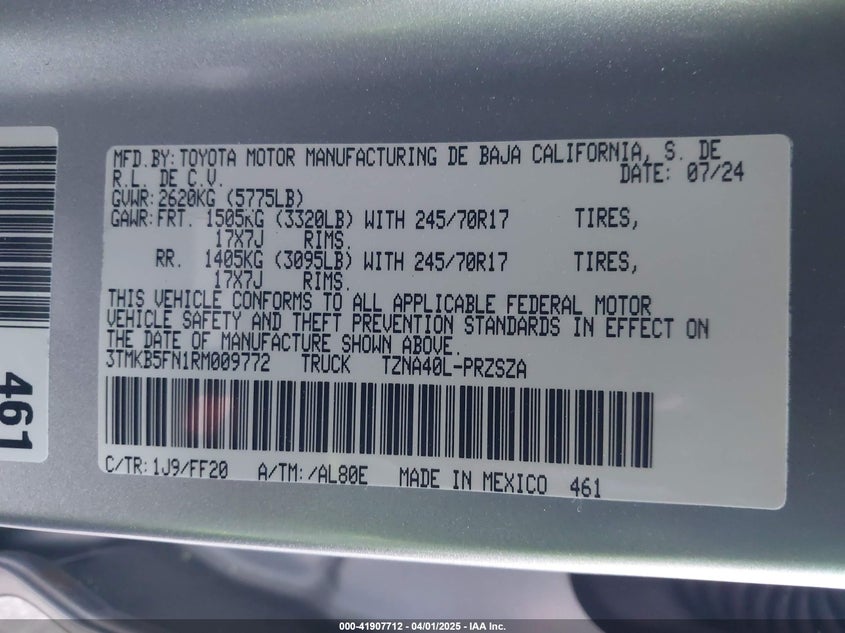 MFD.BY: TOYOTA MOTOR MANUFACTURING DE BAJA CALIFORNIA, S. DE
R.L. DE C.V. DATE: 07/24
GVWR: 2620KG (5775LB)
GAWR: FRT. 1505KG (3320LB) WITH 245/70R17 TIRES,
17X7J RIMS.
RR. 1405KG (3095LB) WITH 245/70R17 TIRES,
17X7J RIMS.
THIS VEHICLE CONFORMS TO ALL APPLICABLE FEDERAL MOTOR
VEHICLE SAFETY AND THEFT PREVENTION STANDARDS IN EFFECT ON
THE DATE OF MANUFACTURE SHOWN ABOVE.
3TMKB5FN1RM009772 TRUCK TZNA40L-PRZSZA
C/TR: 1J9/FF20 A/TM: /AL80E MADE IN MEXICO 461
461
000-41907712 - 04/01/2025 - IAA Inc.